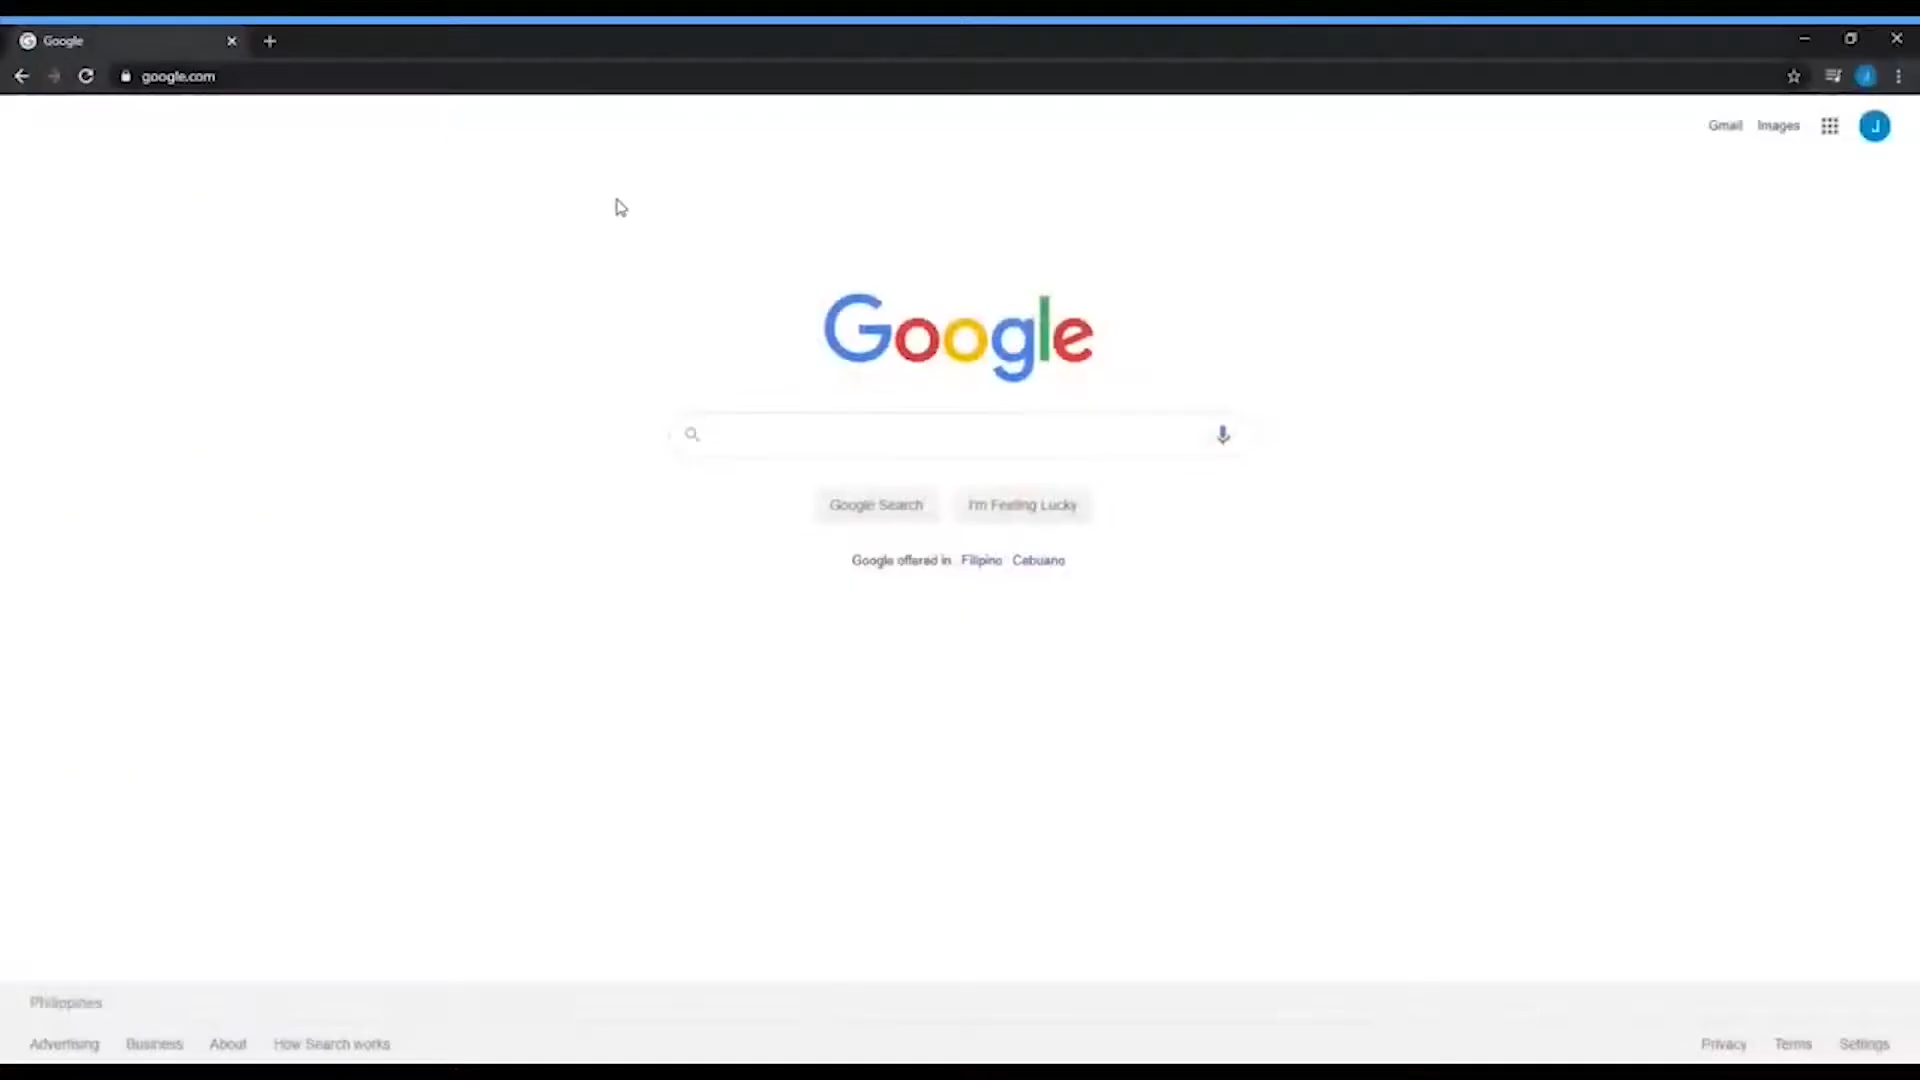 Google
google.com
Gmail Images J
Google
Google Search I'm Feeling Lucky
Google offered in Filipino Cebuano
Philippines
Advertising Business About How Search works Privacy Terms Settings